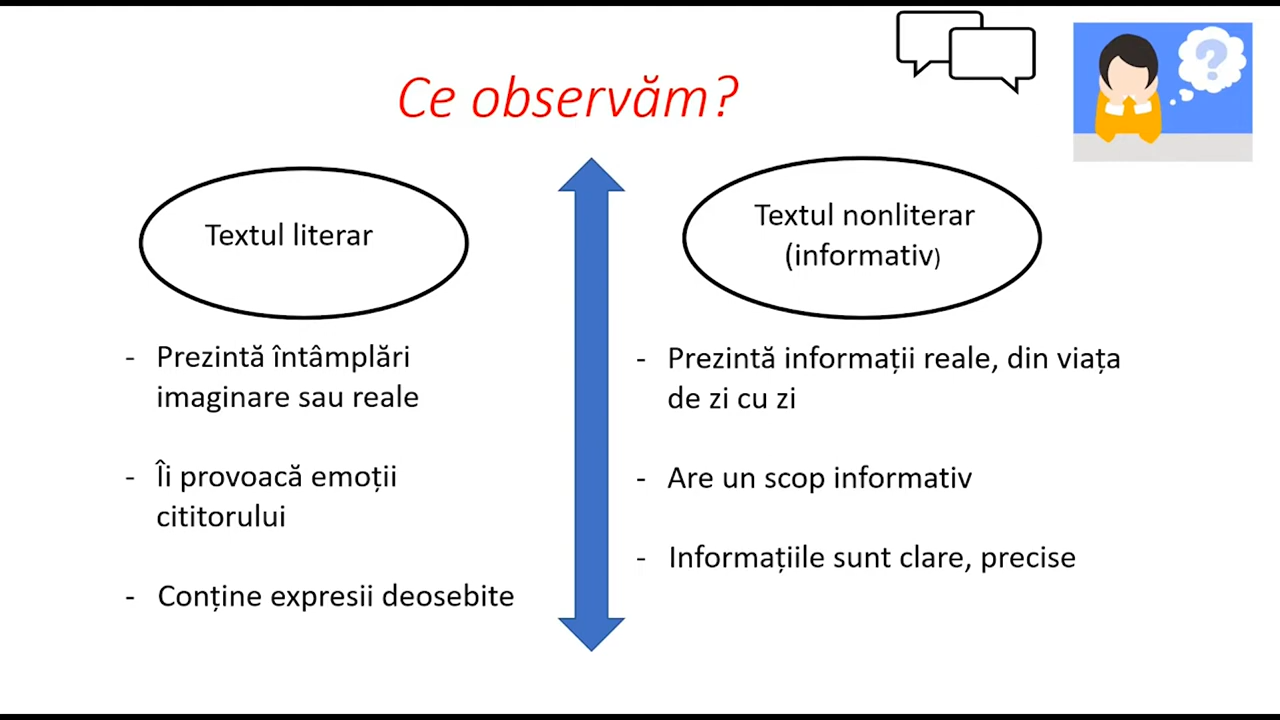 Ce observăm?
Textul literar
- Prezintă întâmplări
imaginare sau reale
- Îi provoacă emoții
cititorului
- Conține expresii deosebite
Textul nonliterar
(informativ)
- Prezintă informații reale, din viața
de zi cu zi
- Are un scop informativ
- Informațiile sunt clare, precise
?